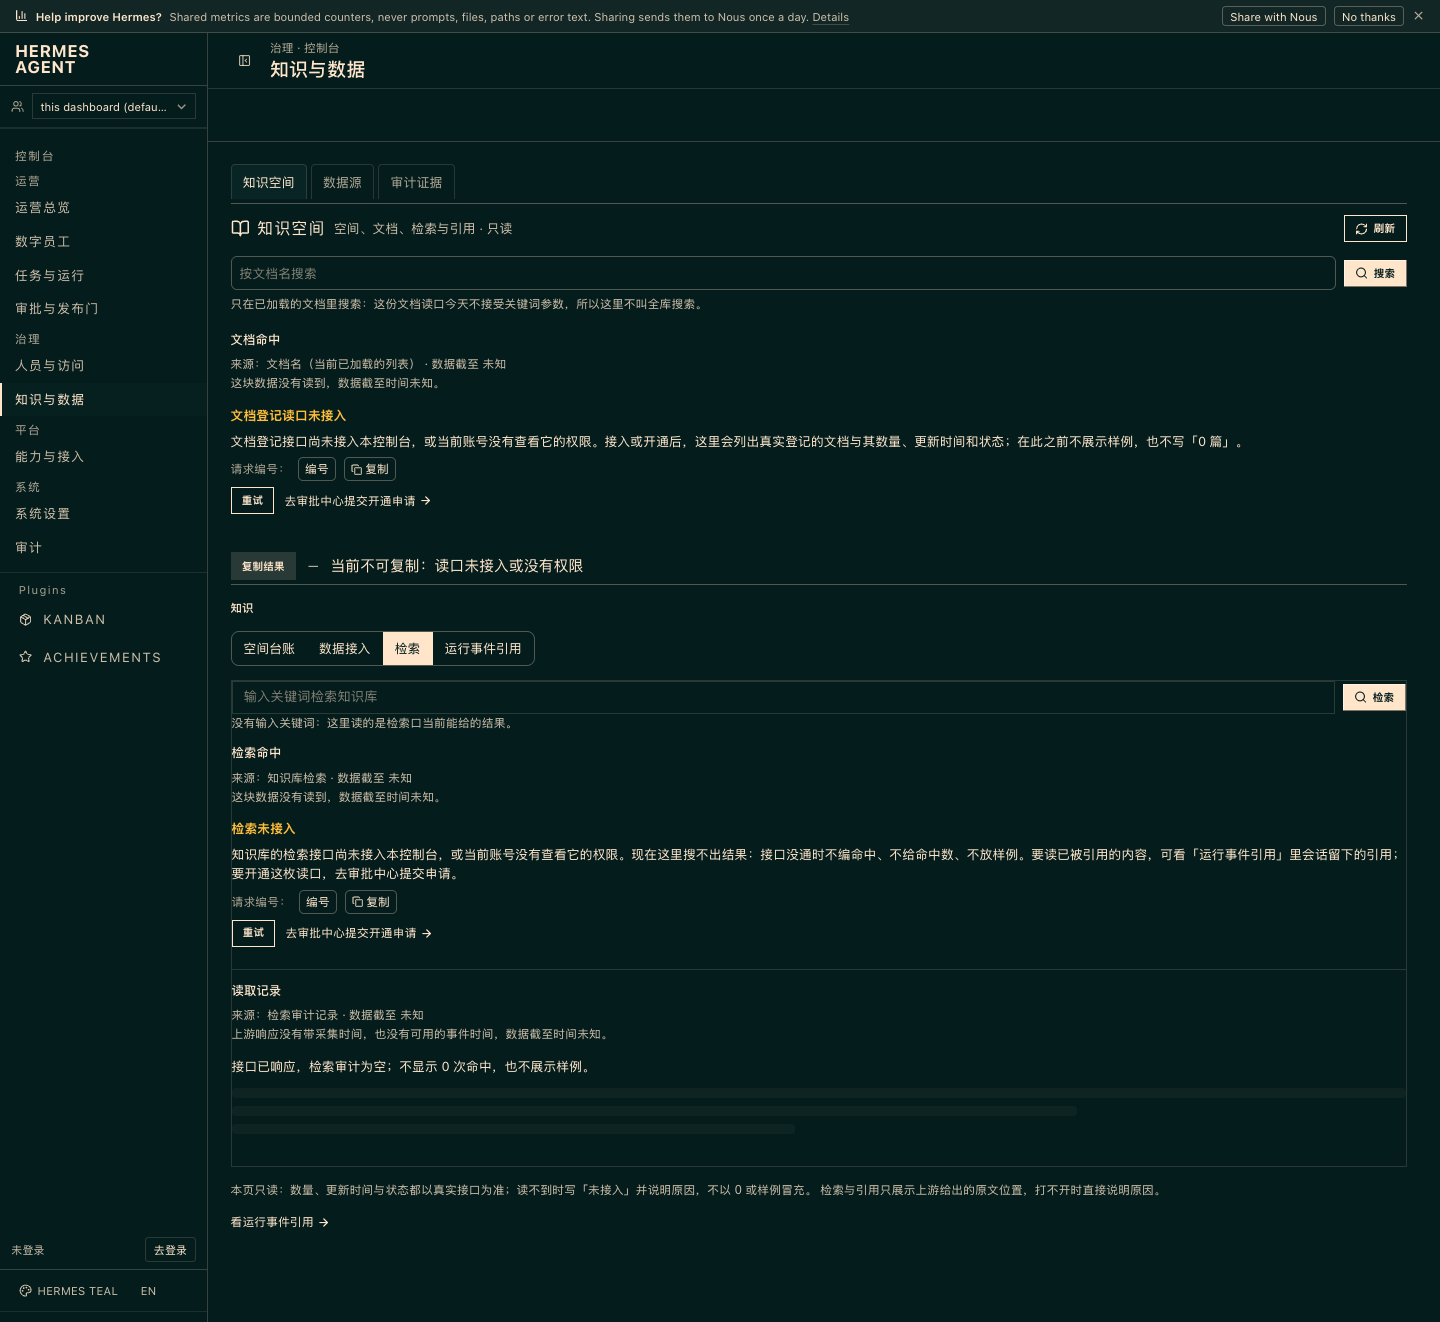 Help improve Hermes? Shared metrics are bounded counters, never prompts, files, paths or error text. Sharing sends them to Nous once a day. Details
Share with Nous
No thanks
HERMES
AGENT
this dashboard (defau...
控制台
运营
运营总览
数字员工
任务与运行
审批与发布门
治理
人员与访问
知识与数据
平台
能力与接入
系统
系统设置
审计
Plugins
KANBAN
ACHIEVEMENTS
未登录
去登录
HERMES TEAL
EN
治理 · 控制台
知识与数据
知识空间
数据源
审计证据
知识空间 空间、文档、检索与引用 · 只读
刷新
按文档名搜索
搜索
只在已加载的文档里搜索：这份文档读口今天不接受关键词参数，所以这里不叫全库搜索。
文档命中
来源：文档名（当前已加载的列表） · 数据截至 未知
这块数据没有读到，数据截至时间未知。
文档登记读口未接入
文档登记接口尚未接入本控制台，或当前账号没有查看它的权限。接入或开通后，这里会列出真实登记的文档与其数量、更新时间和状态；在此之前不展示样例，也不写「0 篇」。
请求编号： 编号 复制
重试 去审批中心提交开通申请 →
复制结果 — 当前不可复制：读口未接入或没有权限
知识
空间台账 数据接入 检索 运行事件引用
输入关键词检索知识库
检索
没有输入关键词：这里读的是检索口当前能给的结果。
检索命中
来源：知识库检索 · 数据截至 未知
这块数据没有读到，数据截至时间未知。
检索未接入
知识库的检索接口尚未接入本控制台，或当前账号没有查看它的权限。现在这里搜不出结果：接口没通时不编命中、不给命中数、不放样例。要读已被引用的内容，可看「运行事件引用」里会话留下的引用；
要开通这枚读口，去审批中心提交申请。
请求编号： 编号 复制
重试 去审批中心提交开通申请 →
读取记录
来源：检索审计记录 · 数据截至 未知
上游响应没有带采集时间，也没有可用的事件时间，数据截至时间未知。
接口已响应，检索审计为空；不显示 0 次命中，也不展示样例。
本页只读：数量、更新时间与状态都以真实接口为准；读不到时写「未接入」并说明原因，不以 0 或样例冒充。 检索与引用只展示上游给出的原文位置，打不开时直接说明原因。
看运行事件引用 →